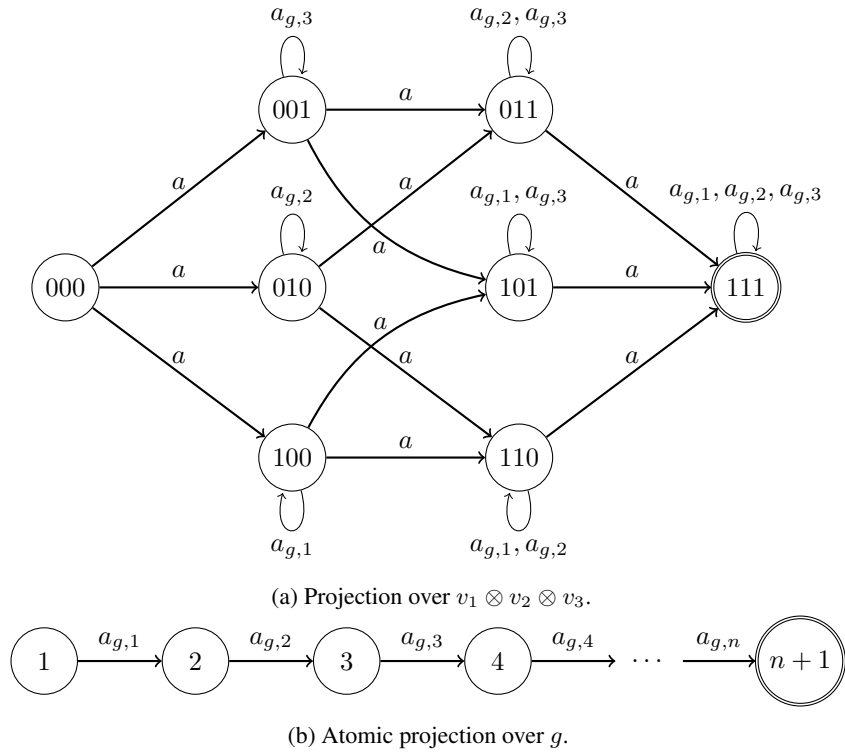 a_{g,3}
a_{g,2}, a_{g,3}
001 a 011
a a a
a_{g,2} a_{g,1}, a_{g,3} a_{g,1}, a_{g,2}, a_{g,3}
a
000 a 010 101 a 111
a
a a a
100 a 110
a_{g,1} a_{g,1}, a_{g,2}
(a) Projection over v_1 ⊗ v_2 ⊗ v_3.
a_{g,1} a_{g,2} a_{g,3} a_{g,4} a_{g,n}
1 2 3 4 ⋯ n + 1
(b) Atomic projection over g.